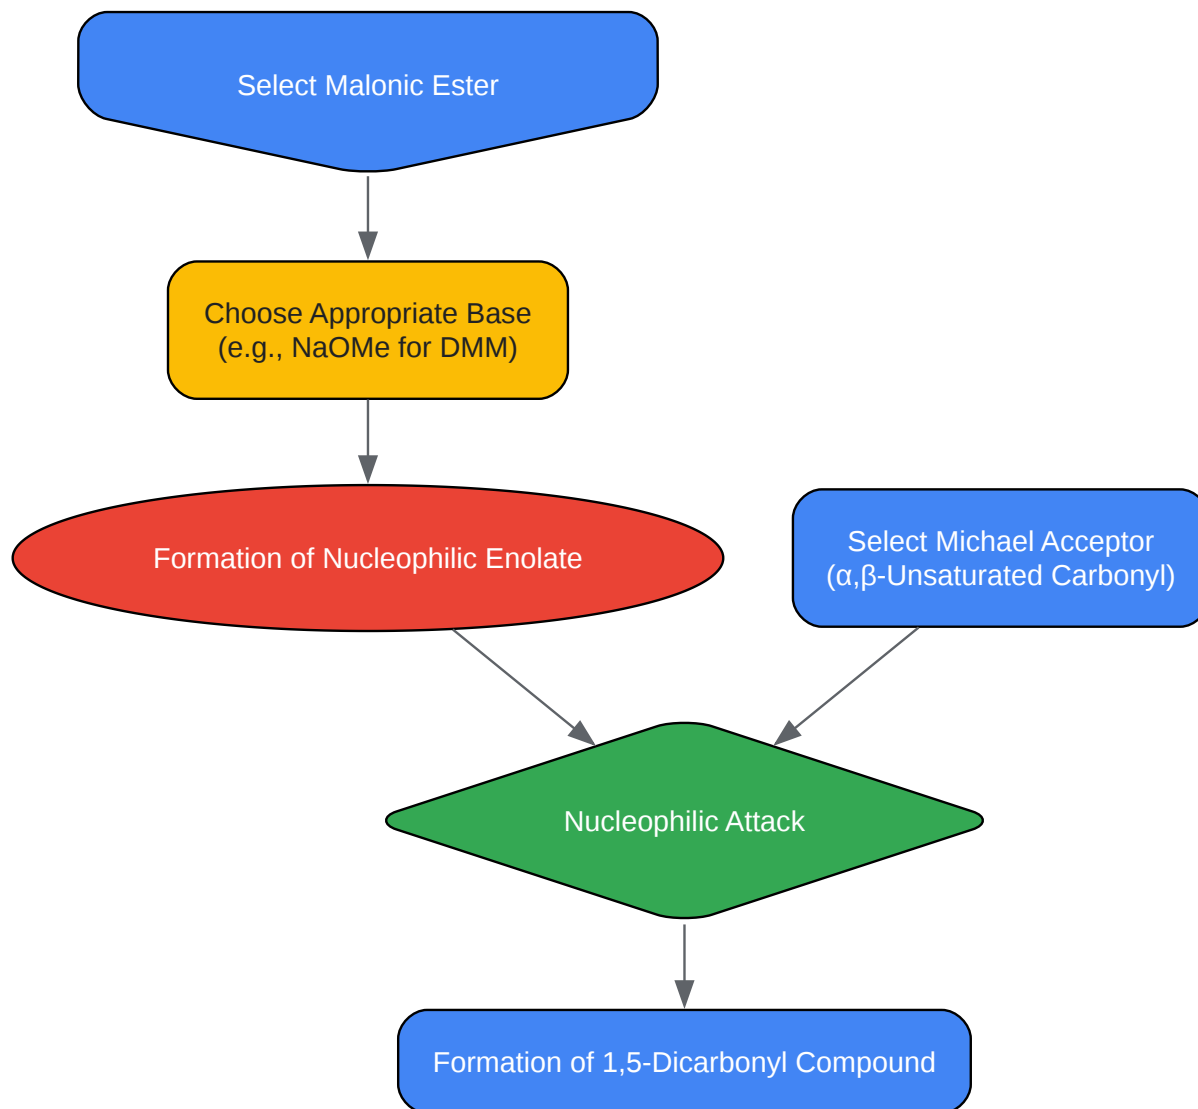 Select Malonic Ester
Choose Appropriate Base
(e.g., NaOMe for DMM)
Formation of Nucleophilic Enolate
Select Michael Acceptor
(α,β-Unsaturated Carbonyl)
Nucleophilic Attack
Formation of 1,5-Dicarbonyl Compound